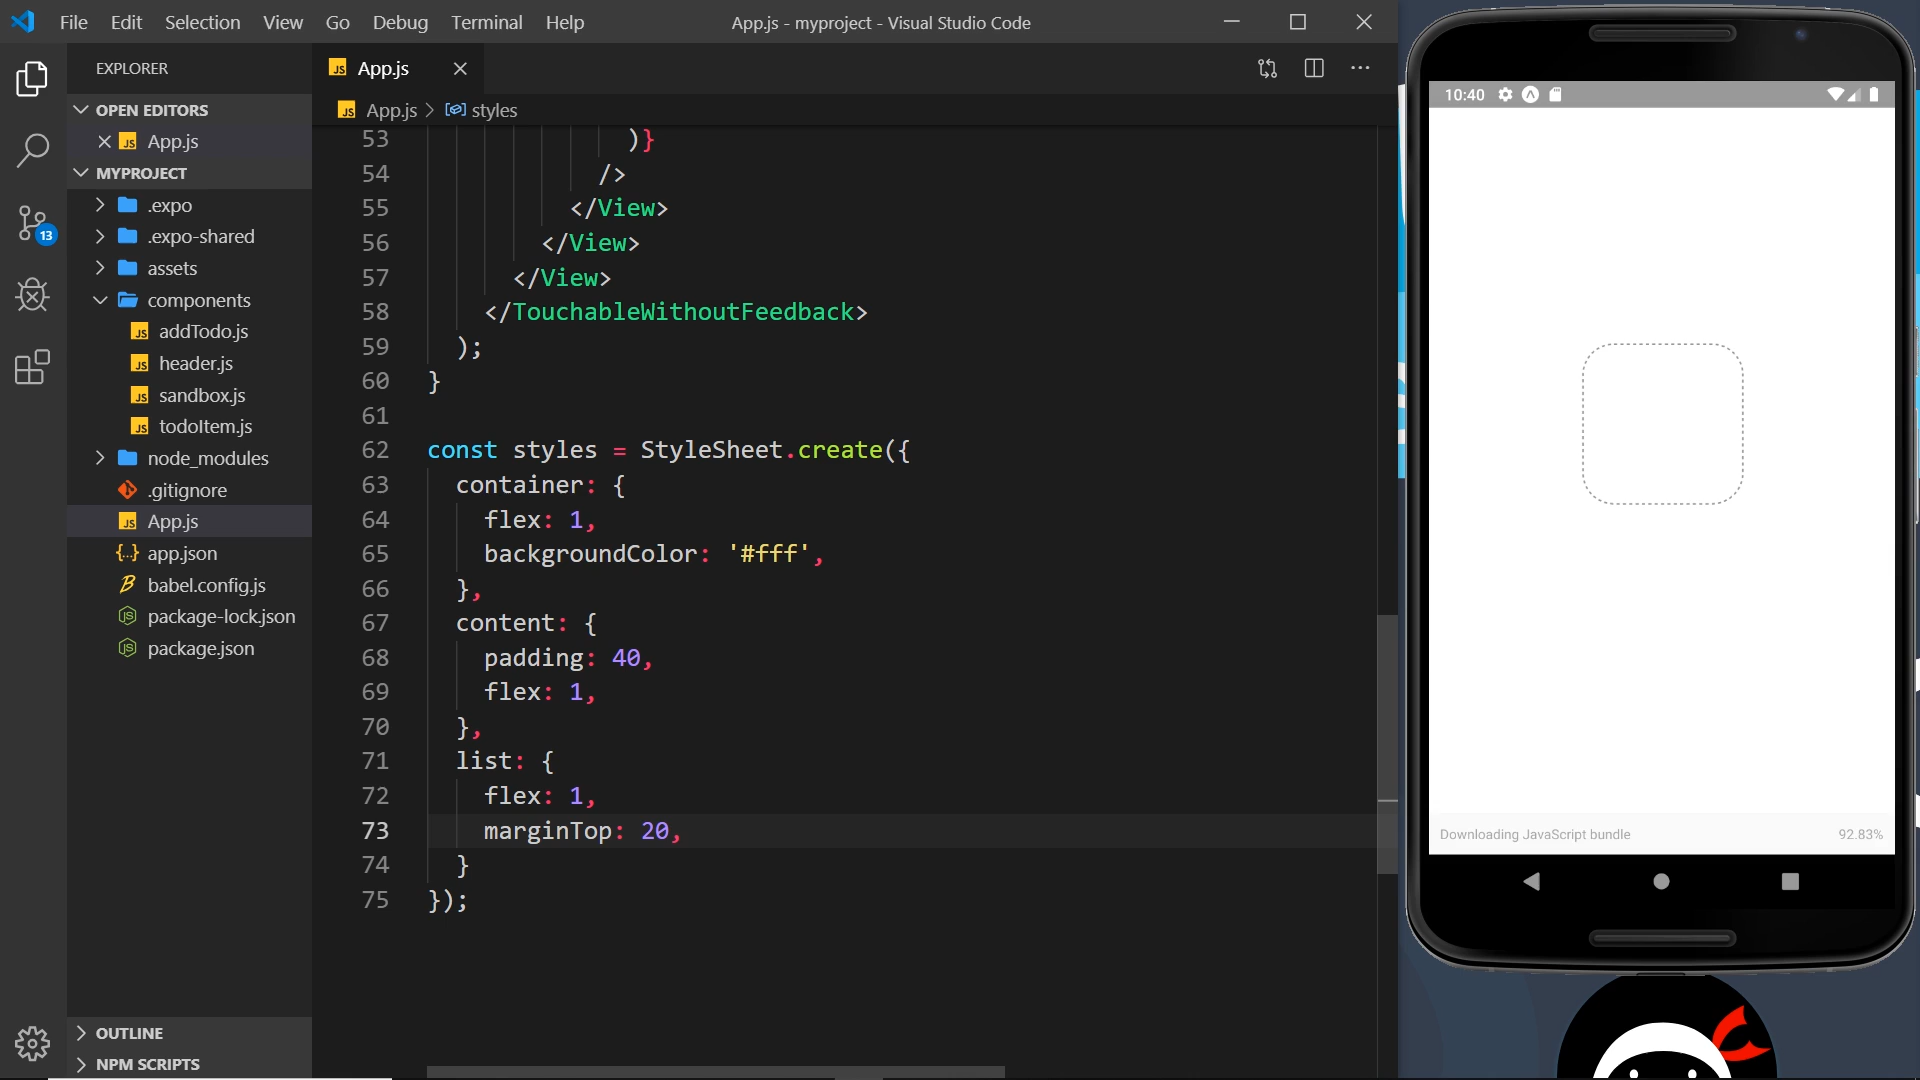 File Edit Selection View Go Debug Terminal Help
App.js - myproject - Visual Studio Code
EXPLORER
OPEN EDITORS
App.js
MYPROJECT
.expo
.expo-shared
assets
components
addTodo.js
header.js
sandbox.js
todoItem.js
node_modules
.gitignore
App.js
app.json
babel.config.js
package-lock.json
package.json
OUTLINE
NPM SCRIPTS
13
App.js
App.js > styles
53 )}
54 />
55 </View>
56 </View>
57 </View>
58 </TouchableWithoutFeedback>
59 );
60 }
61
62 const styles = StyleSheet.create({
63 container: {
64 flex: 1,
65 backgroundColor: '#fff',
66 },
67 content: {
68 padding: 40,
69 flex: 1,
70 },
71 list: {
72 flex: 1,
73 marginTop: 20,
74 }
75 });
10:40
Downloading JavaScript bundle 92.83%